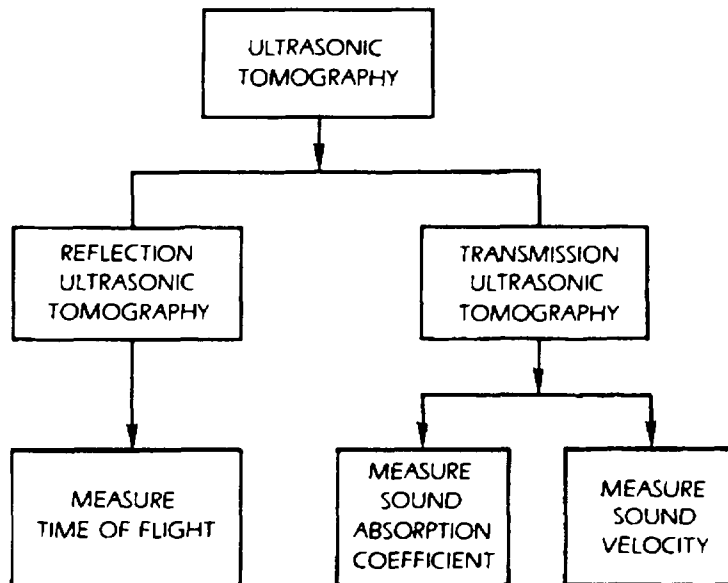 ULTRASONIC
TOMOGRAPHY
REFLECTION
ULTRASONIC
TOMOGRAPHY
TRANSMISSION
ULTRASONIC
TOMOGRAPHY
MEASURE
TIME OF FLIGHT
MEASURE
SOUND
ABSORPTION
COEFFICIENT
MEASURE
SOUND
VELOCITY